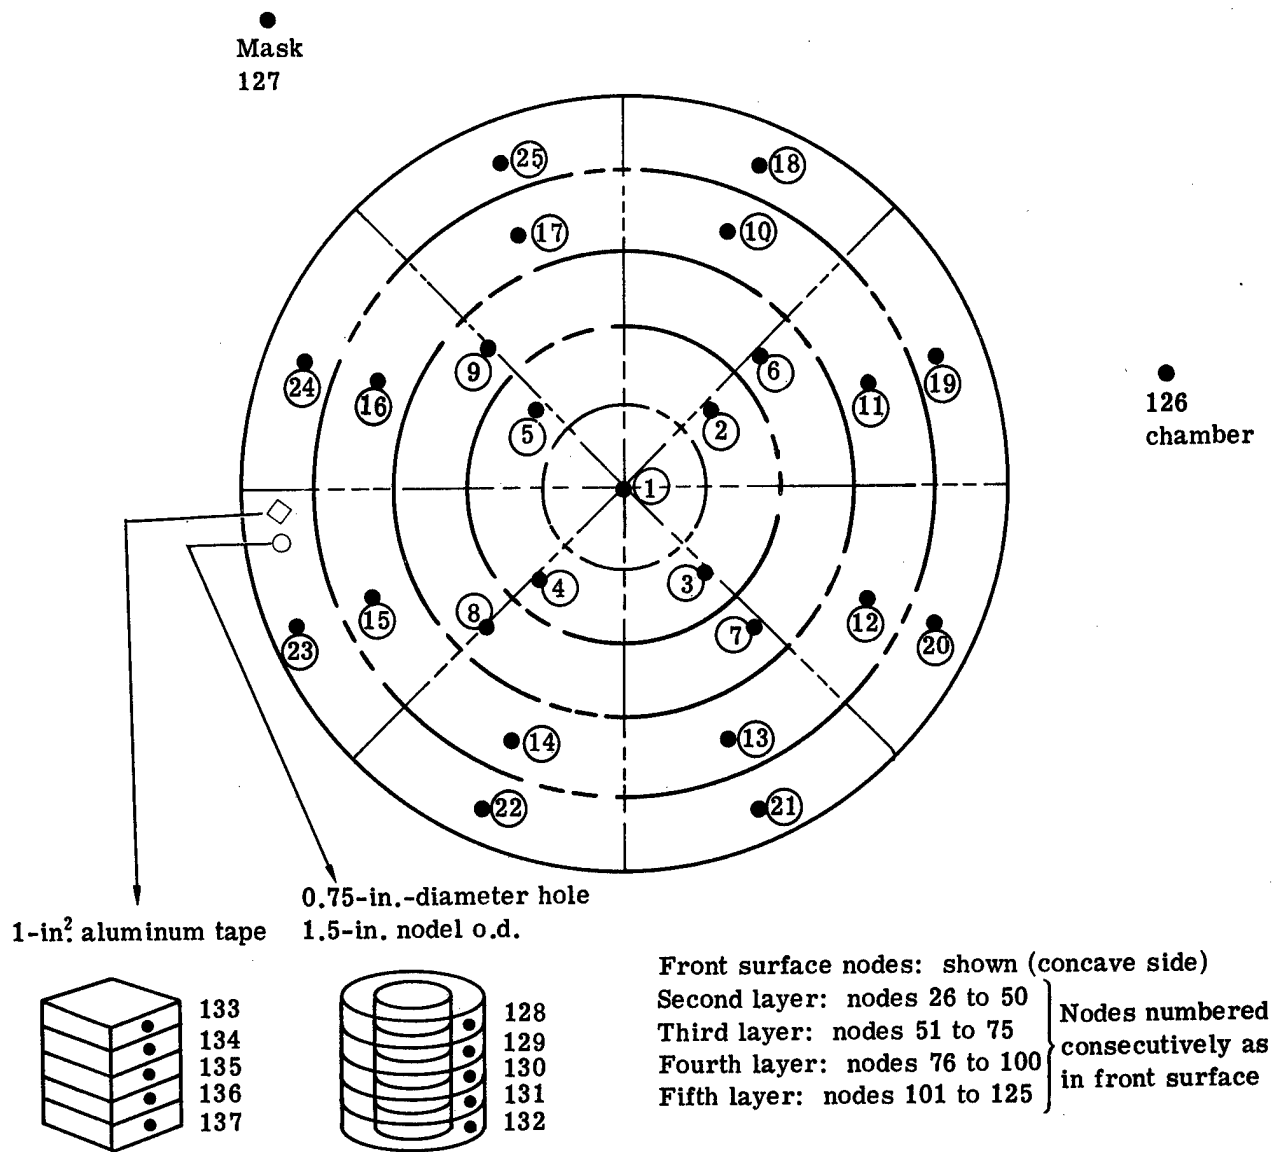 Mask
127
25
18
17
10
9
6
24
16
11
19
5
2
126
chamber
1
4
3
8
7
15
12
23
20
14
13
22
21
0.75-in.-diameter hole
1-in². aluminum tape
1.5-in. nodel o.d.
133
134
135
136
137
128
129
130
131
132
Front surface nodes: shown (concave side)
Second layer: nodes 26 to 50
Third layer: nodes 51 to 75
Fourth layer: nodes 76 to 100
Fifth layer: nodes 101 to 125
Nodes numbered
consecutively as
in front surface